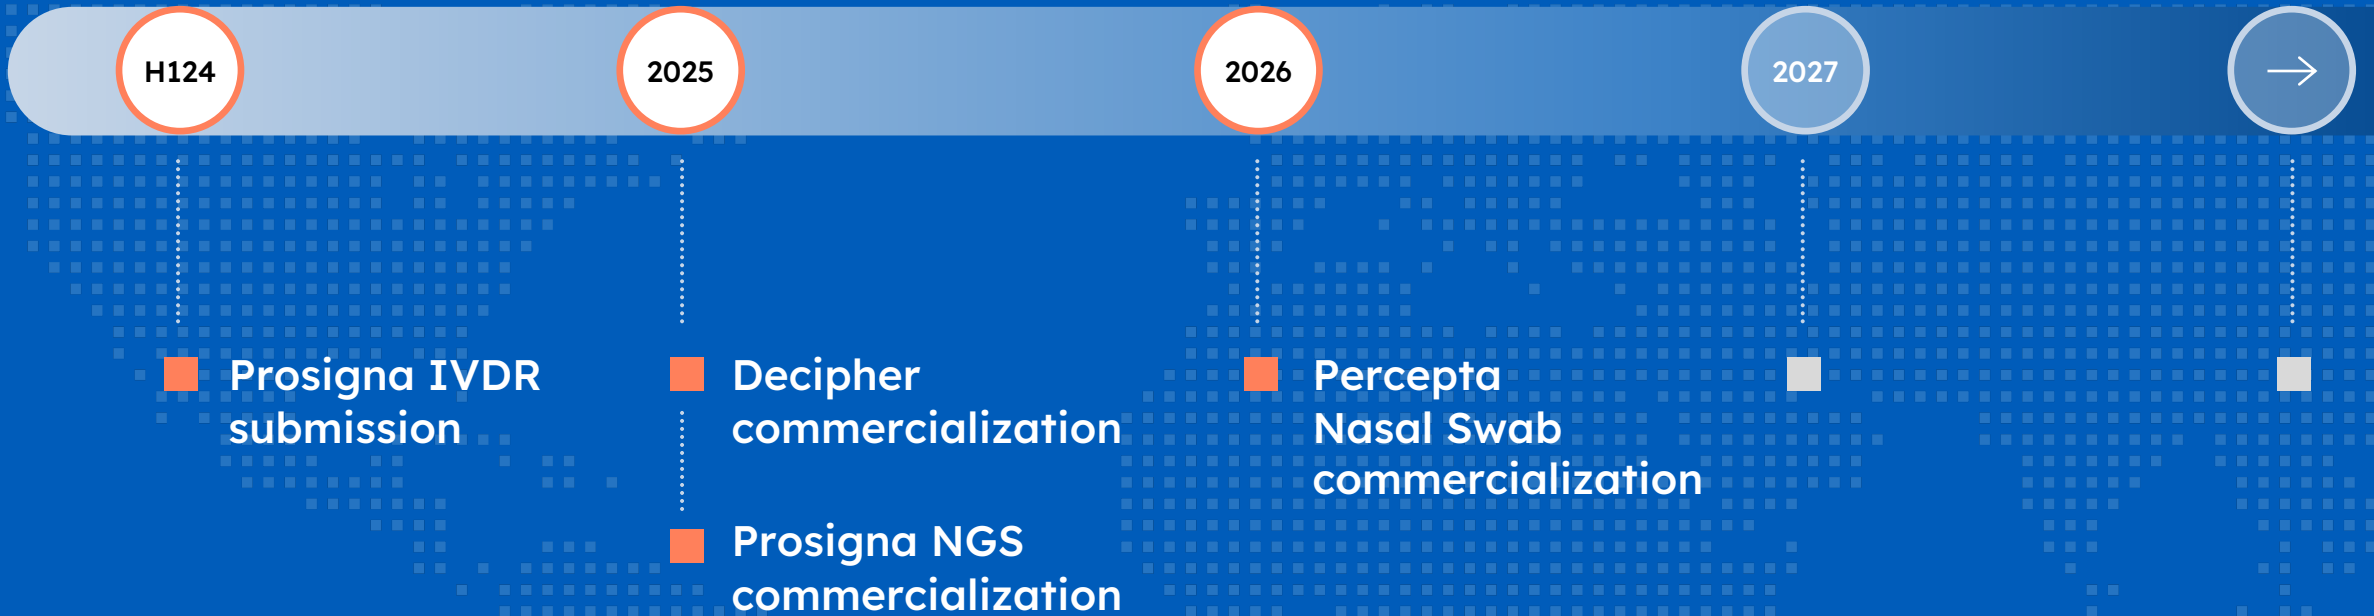 H124
2025
2026
2027
Prosigna IVDR
submission
Decipher
commercialization
Prosigna NGS
commercialization
Percepta
Nasal Swab
commercialization